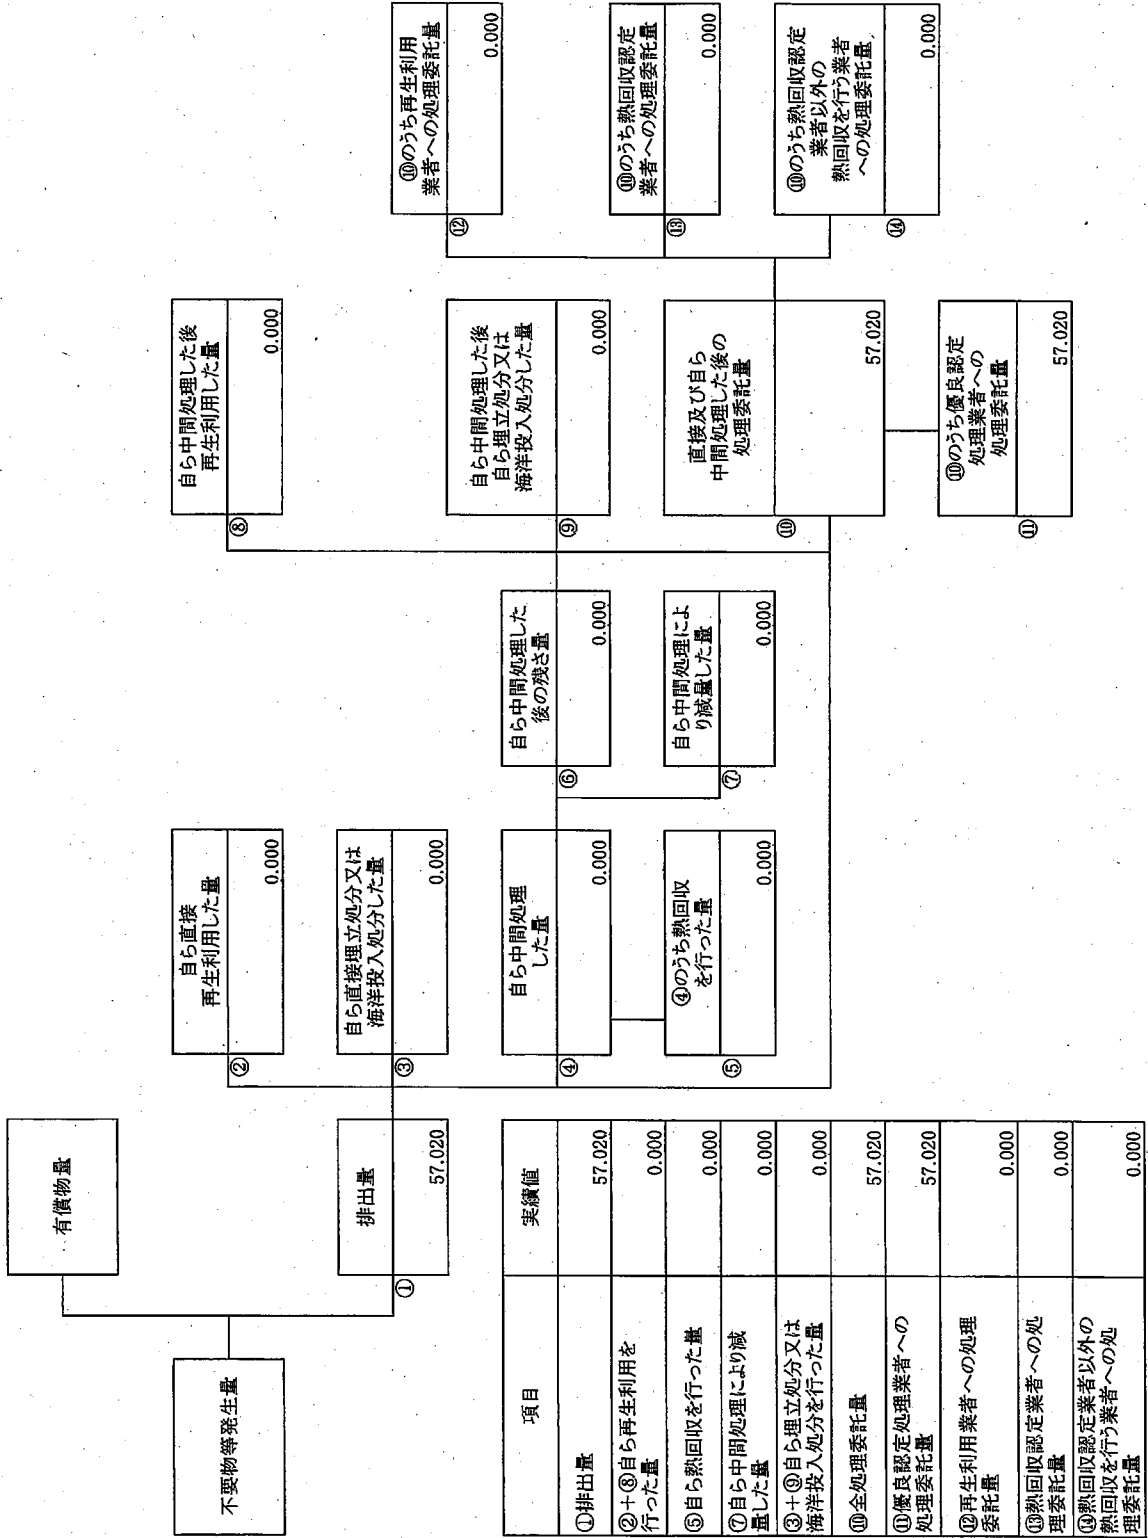 不要物等発生量
有償物量
排出量
①
57.020
自ら直接
再生利用した量
②
0.000
自ら直接埋立処分又は
海洋投入処分した量
③
0.000
自ら中間処理
した量
④
0.000
④のうち熱回収
を行った量
⑤
0.000
自ら中間処理した
後の残さ量
⑥
0.000
自ら中間処理によ
り減量した量
⑦
0.000
自ら中間処理した後
再生利用した量
⑧
0.000
自ら中間処理した後
自ら埋立処分又は
海洋投入処分した量
⑨
0.000
直接及び自ら
中間処理した後の
処理委託量
⑩
57.020
⑩のうち優良認定
処理業者への
処理委託量
⑪
57.020
⑩のうち再生利用
業者への処理委託量
⑫
0.000
⑩のうち熱回収認定
業者への処理委託量
⑬
0.000
⑩のうち熱回収認定
業者以外の
熱回収を行う業者
への処理委託量
⑭
0.000
項目 実績値
①排出量 57.020
②+⑧自ら再生利用を
行った量 0.000
⑤自ら熱回収を行った量 0.000
⑦自ら中間処理により減
量した量 0.000
③+⑨自ら埋立処分又は
海洋投入処分を行った量 0.000
⑩全処理委託量 57.020
⑪優良認定処理業者への
処理委託量 57.020
⑫再生利用業者への処理
委託量 0.000
⑬熱回収認定業者への処
理委託量 0.000
⑭熱回収認定業者以外の
熱回収を行う業者への処
理委託量 0.000